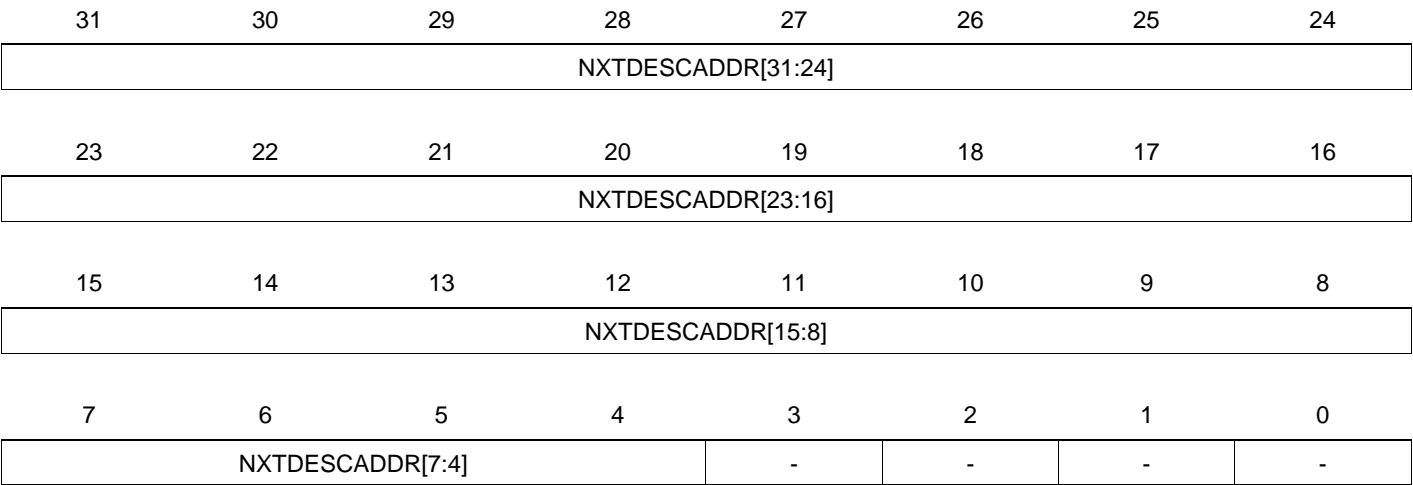 31 30 29 28 27 26 25 24
NXTDESCADDR[31:24]
23 22 21 20 19 18 17 16
NXTDESCADDR[23:16]
15 14 13 12 11 10 9 8
NXTDESCADDR[15:8]
7 6 5 4 3 2 1 0
NXTDESCADDR[7:4] - - - -